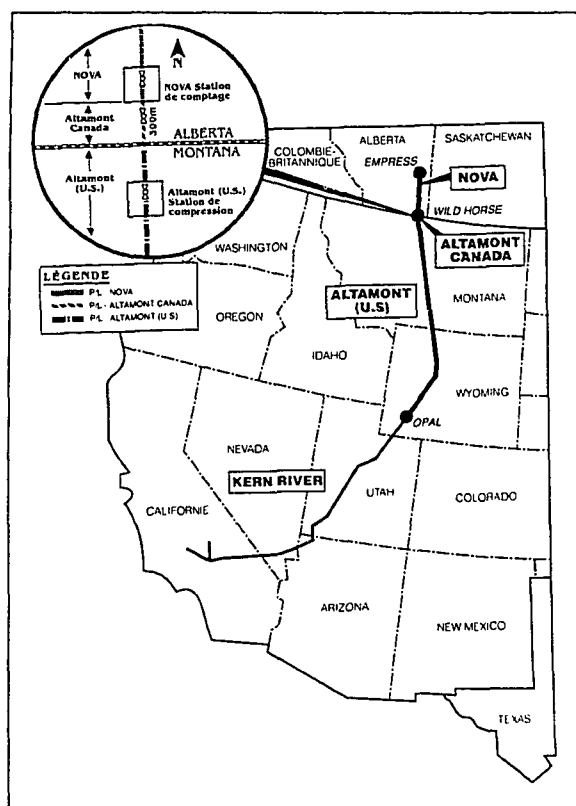 N
NOVA
NOVA Station
de comptage
Altamont
Canada
300m
ALBERTA
MONTANA
Altamont
(U.S.)
Altamont (U.S.)
Station de
compression
LÉGENDE
P/L NOVA
P/L - ALTAMONT CANADA
P/L ALTAMONT (U S)
COLOMBIE-
BRITANNIQUE
ALBERTA
SASKATCHEWAN
EMPRESS
NOVA
WILD HORSE
ALTAMONT
CANADA
WASHINGTON
ALTAMONT
(U.S)
MONTANA
OREGON
IDAHO
WYOMING
OPAL
NEVADA
KERN RIVER
UTAH
COLORADO
CALIFORNIE
ARIZONA
NEW MEXICO
TEXAS